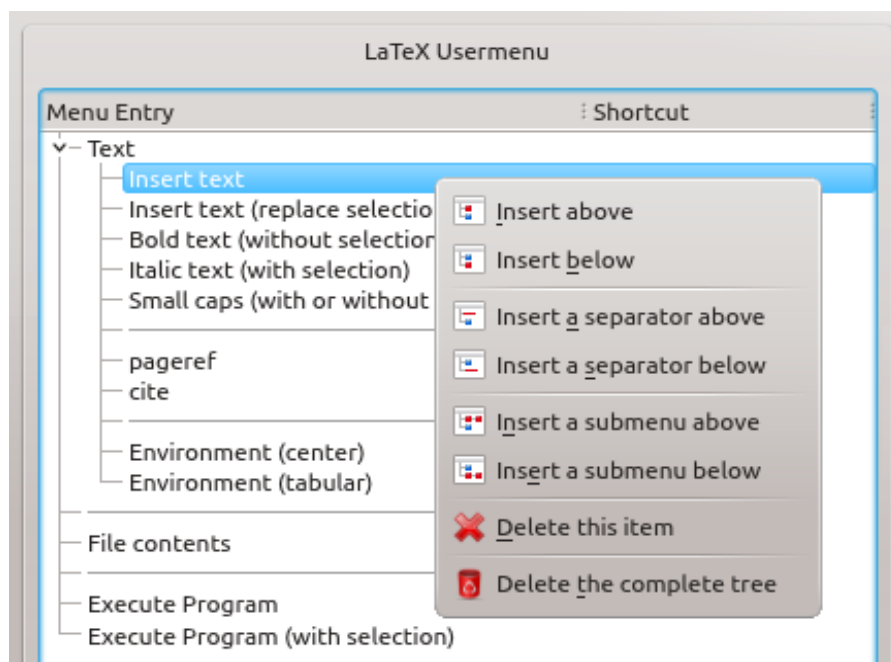 LaTeX Usermenu
Menu Entry
Shortcut
Text
Insert text
Insert text (replace selectio
Bold text (without selection
Italic text (with selection)
Small caps (with or without
pageref
cite
Environment (center)
Environment (tabular)
File contents
Execute Program
Execute Program (with selection)
Insert above
Insert below
Insert a separator above
Insert a separator below
Insert a submenu above
Insert a submenu below
Delete this item
Delete the complete tree